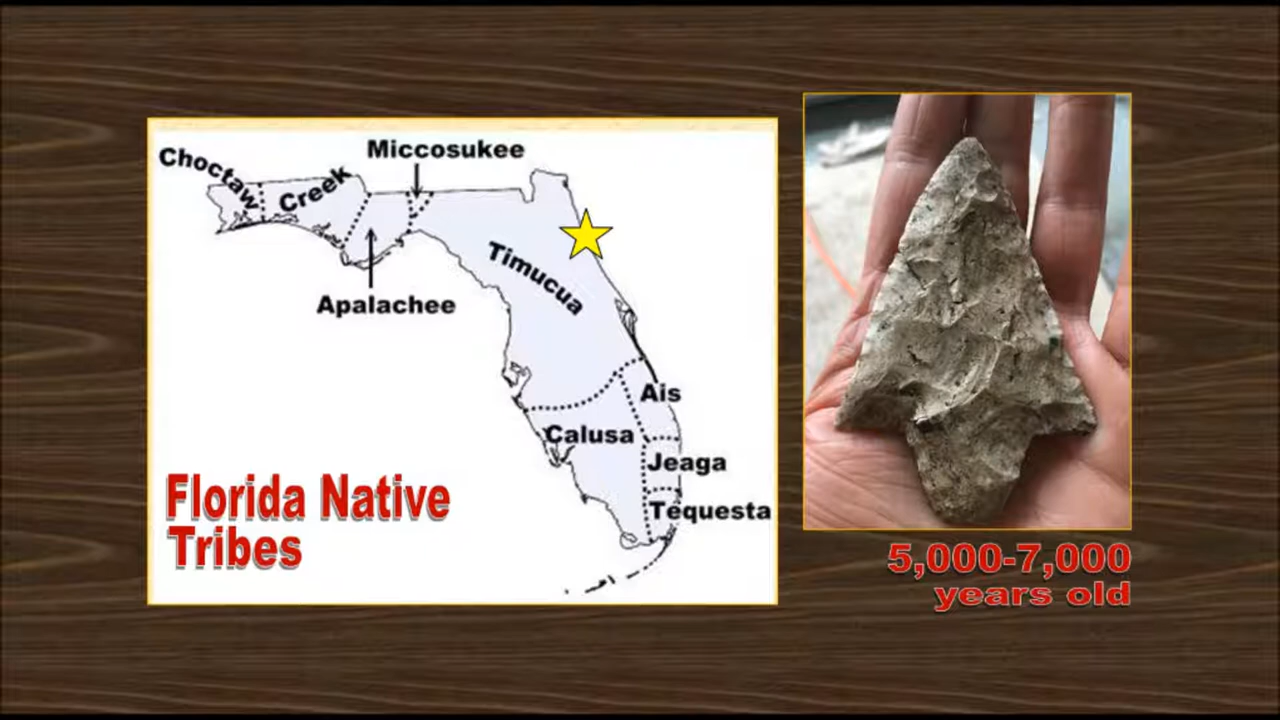 Miccosukee
Choctaw
Creek
Timucua
Apalachee
Ais
Calusa
Jeaga
Tequesta
Florida Native
Tribes
5,000-7,000
years old